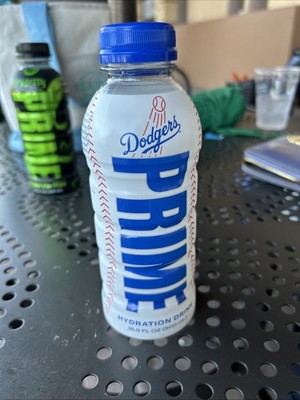 Dodgers
PRIME
HYDRATION DRINK
16.9 FL OZ (500 mL)
PRIME